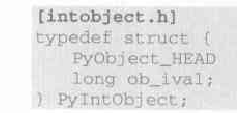 [intobject.h]
typedef struct {
PyObject_HEAD
long ob_ival;
} PyIntObject;